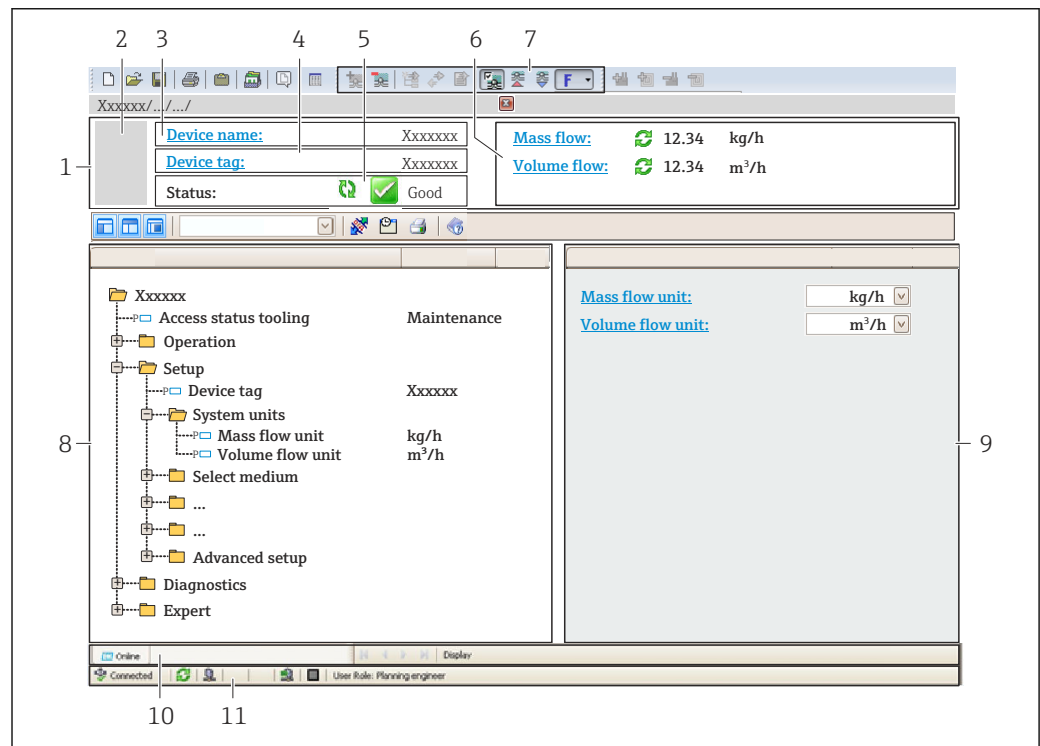 2 3 4 5 6 7
F
Xxxxxx/.../.../
1
Device name: Xxxxxxx
Device tag: Xxxxxxx
Status: Good
Mass flow: 12.34 kg/h
Volume flow: 12.34 m³/h
Xxxxxx
P Access status tooling Maintenance
Operation
Setup
P Device tag Xxxxxx
System units
P Mass flow unit kg/h
P Volume flow unit m³/h
Select medium
...
...
Advanced setup
Diagnostics
Expert
8
Mass flow unit: kg/h
Volume flow unit: m³/h
9
Online Display
Connected User Role: Planning engineer
10 11